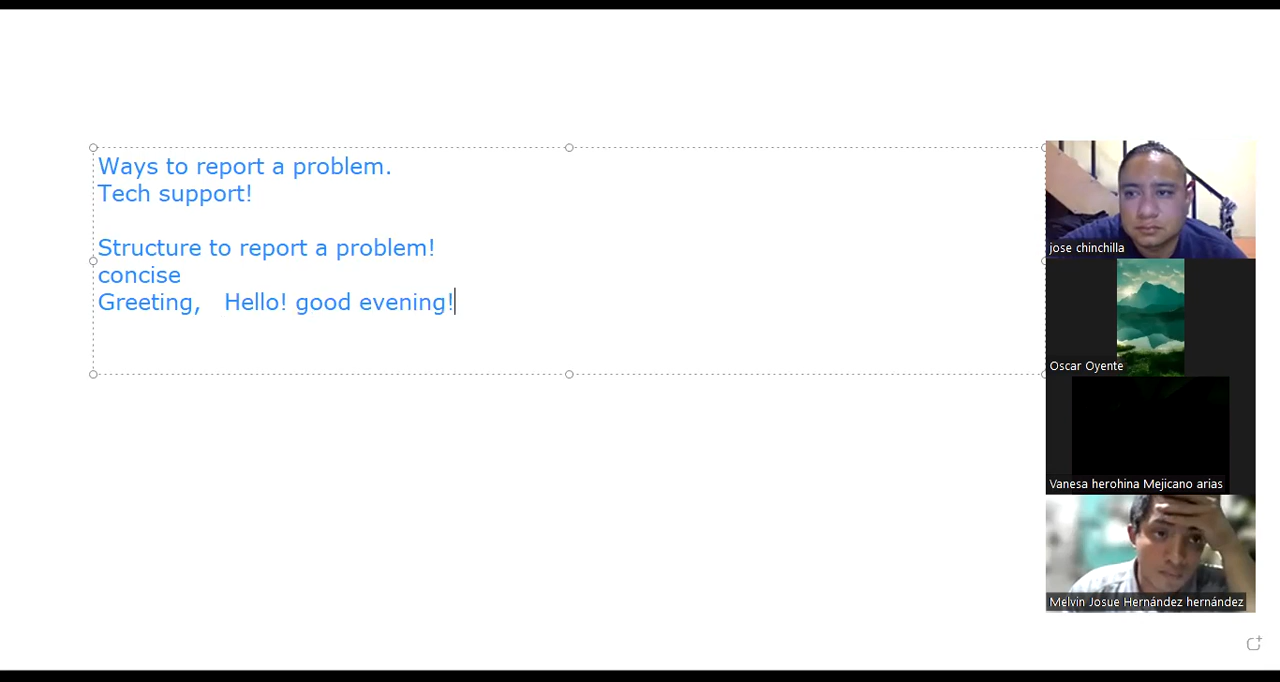 Ways to report a problem.
Tech support!
Structure to report a problem!
concise
Greeting,   Hello! good evening!
jose chinchilla
Oscar Oyente
Vanesa herohina Mejicano arias
Melvin Josue Hernández hernández